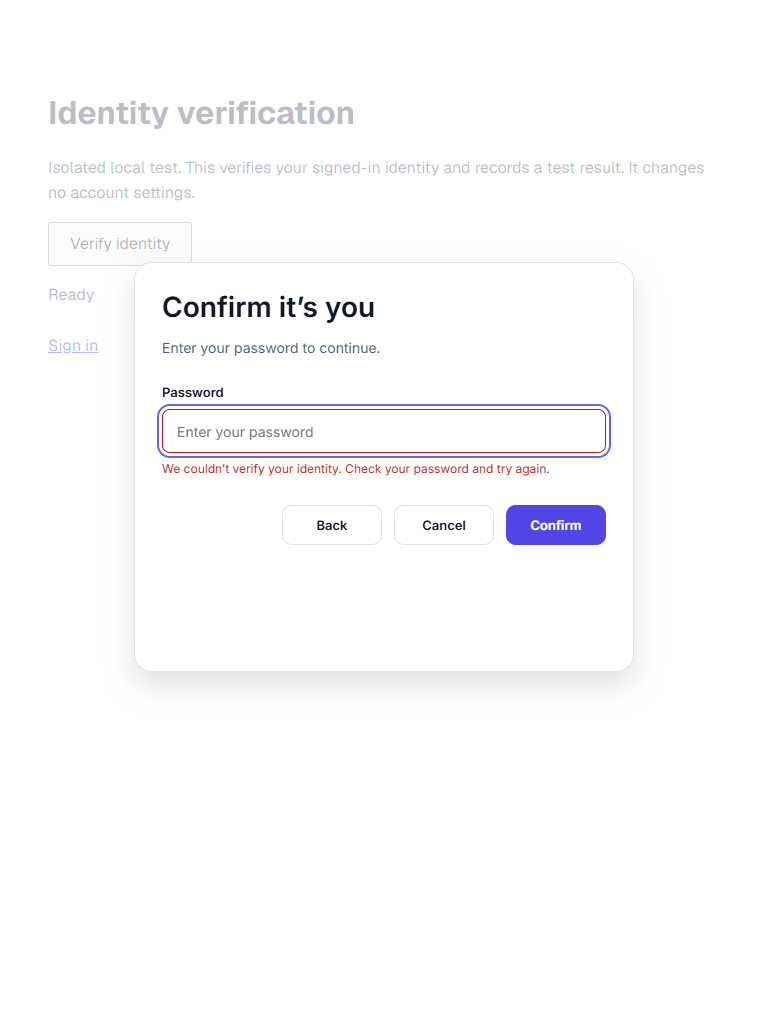 Identity verification
Isolated local test. This verifies your signed-in identity and records a test result. It changes
no account settings.
Verify identity
Ready
Sign in
Confirm it’s you
Enter your password to continue.
Password
Enter your password
We couldn’t verify your identity. Check your password and try again.
Back
Cancel
Confirm